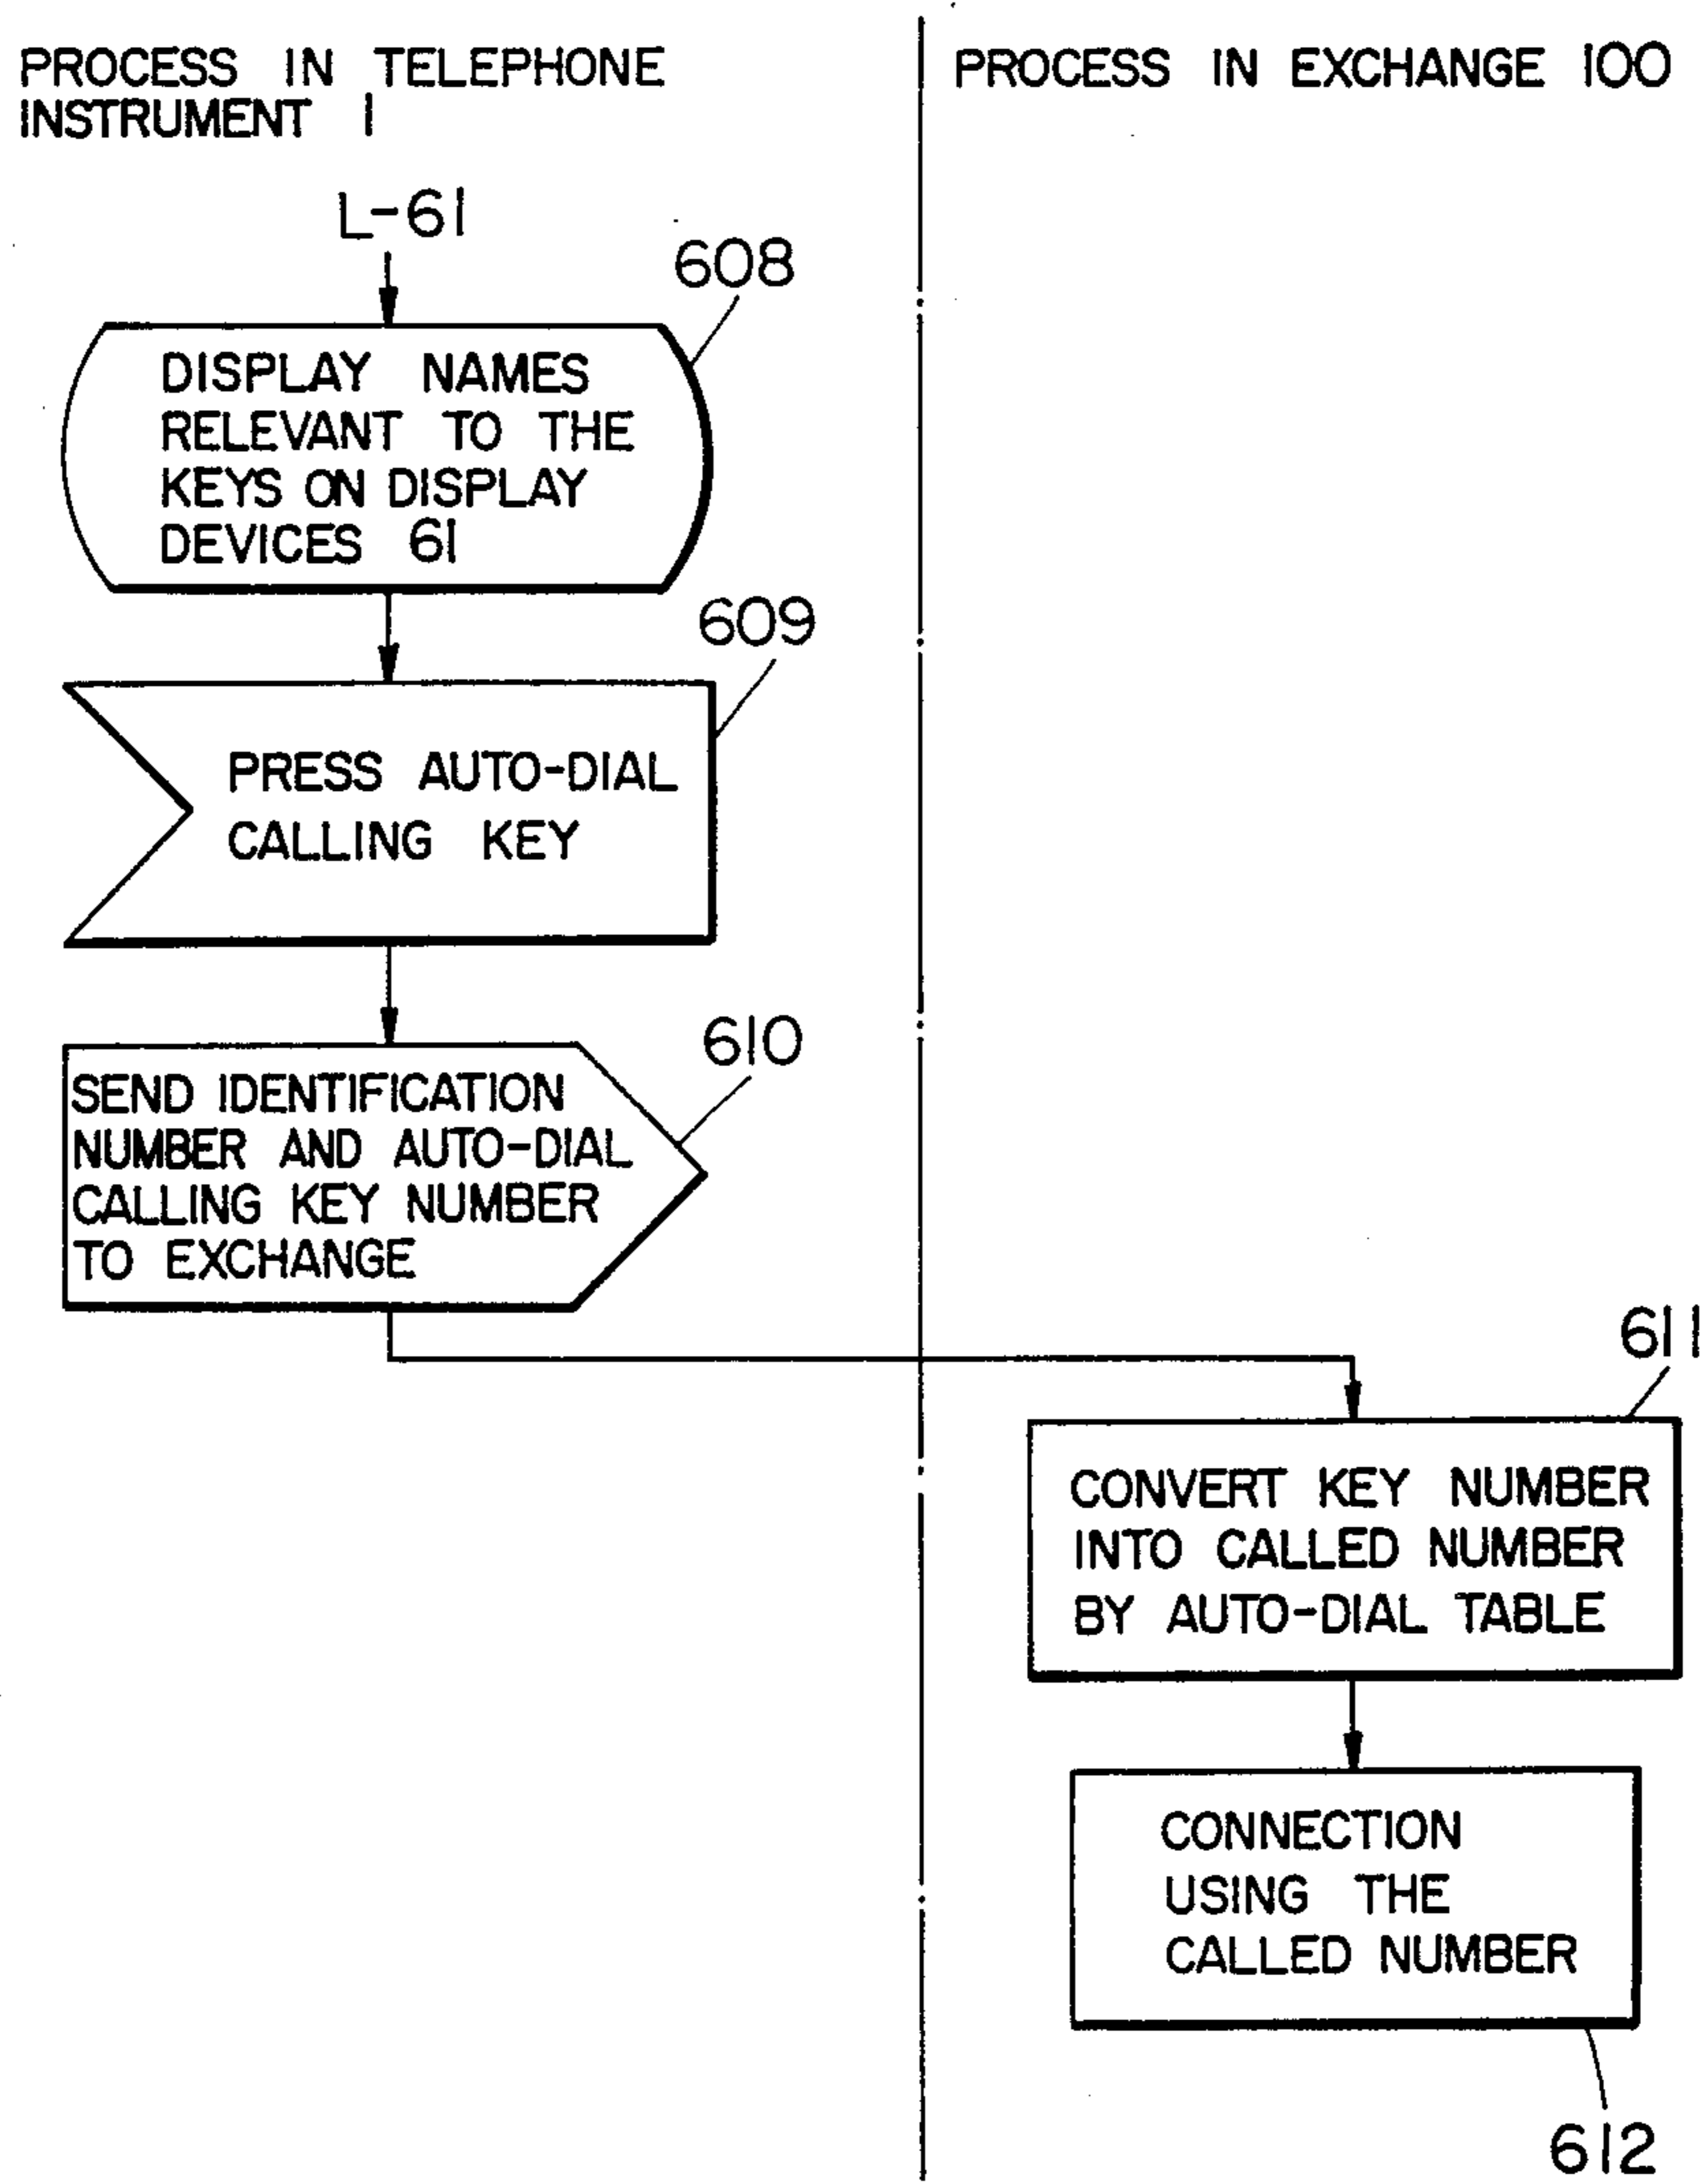 PROCESS IN TELEPHONE
INSTRUMENT 1
PROCESS IN EXCHANGE 100
L-61
608
DISPLAY NAMES
RELEVANT TO THE
KEYS ON DISPLAY
DEVICES 61
609
PRESS AUTO-DIAL
CALLING KEY
610
SEND IDENTIFICATION
NUMBER AND AUTO-DIAL
CALLING KEY NUMBER
TO EXCHANGE
611
CONVERT KEY NUMBER
INTO CALLED NUMBER
BY AUTO-DIAL TABLE
CONNECTION
USING THE
CALLED NUMBER
612